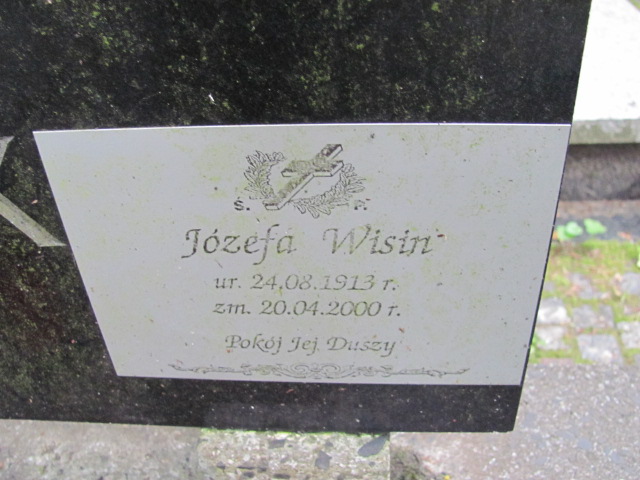 Ś. P.
Józefa Wisin
ur. 24.08.1913 r.
zm. 20.04.2000 r.
Pokój Jej Duszy